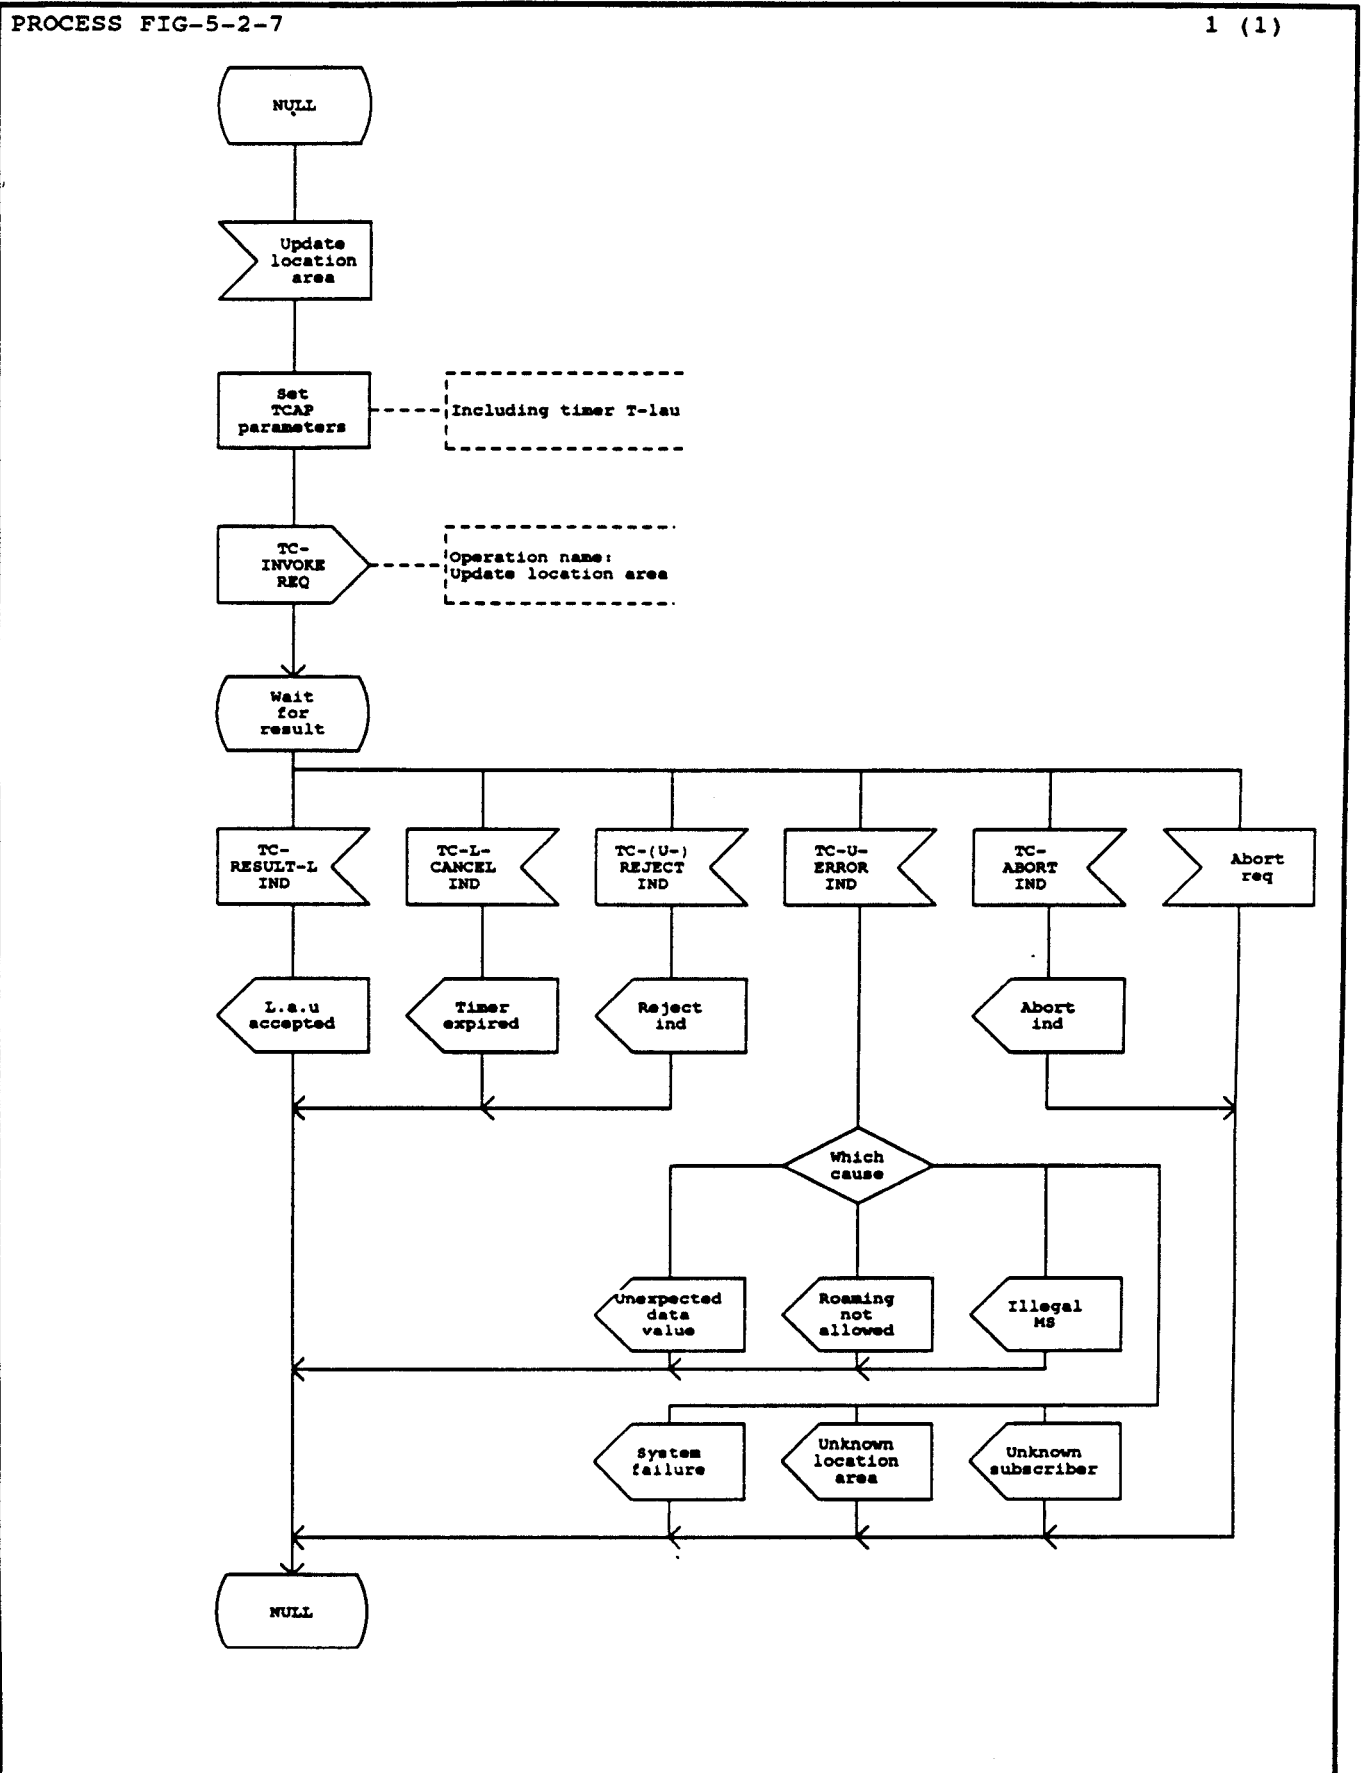 PROCESS FIG-5-2-7
1 (1)
NULL
Update
location
area
Set
TCAP
parameters
Including timer T-lau
TC-
INVOKE
REQ
Operation name:
Update location area
Wait
for
result
TC-
RESULT-L
IND
TC-L-
CANCEL
IND
TC-(U-)
REJECT
IND
TC-U-
ERROR
IND
TC-
ABORT
IND
Abort
req
L.a.u
accepted
Timer
expired
Reject
ind
Abort
ind
Which
cause
Unexpected
data
value
Roaming
not
allowed
Illegal
MS
System
failure
Unknown
location
area
Unknown
subscriber
NULL